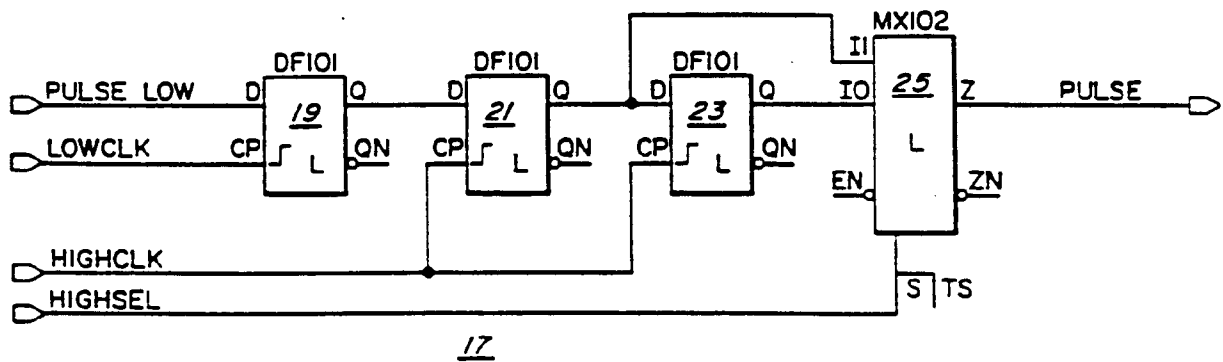 MX102
DF101 DF101 DF101
I1
PULSE LOW D 19 Q D 21 Q D 23 Q IO 25 Z PULSE
LOWCLK CP L QN CP L QN CP L QN L
EN ZN
HIGHCLK
S TS
HIGHSEL
17